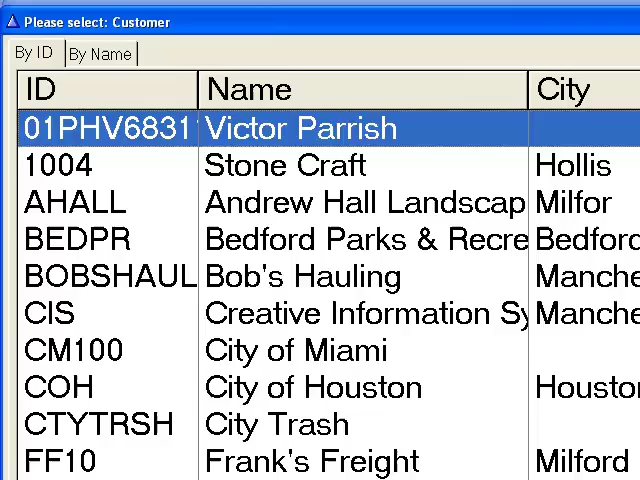 Please select: Customer
By ID By Name
ID Name City
01PHV6831 Victor Parrish
1004 Stone Craft Hollis
AHALL Andrew Hall Landscap Milfor
BEDPR Bedford Parks & Recre Bedford
BOBSHAUL Bob's Hauling Manche
CIS Creative Information Sy Manche
CM100 City of Miami
COH City of Houston Houston
CTYTRSH City Trash
FF10 Frank's Freight Milford